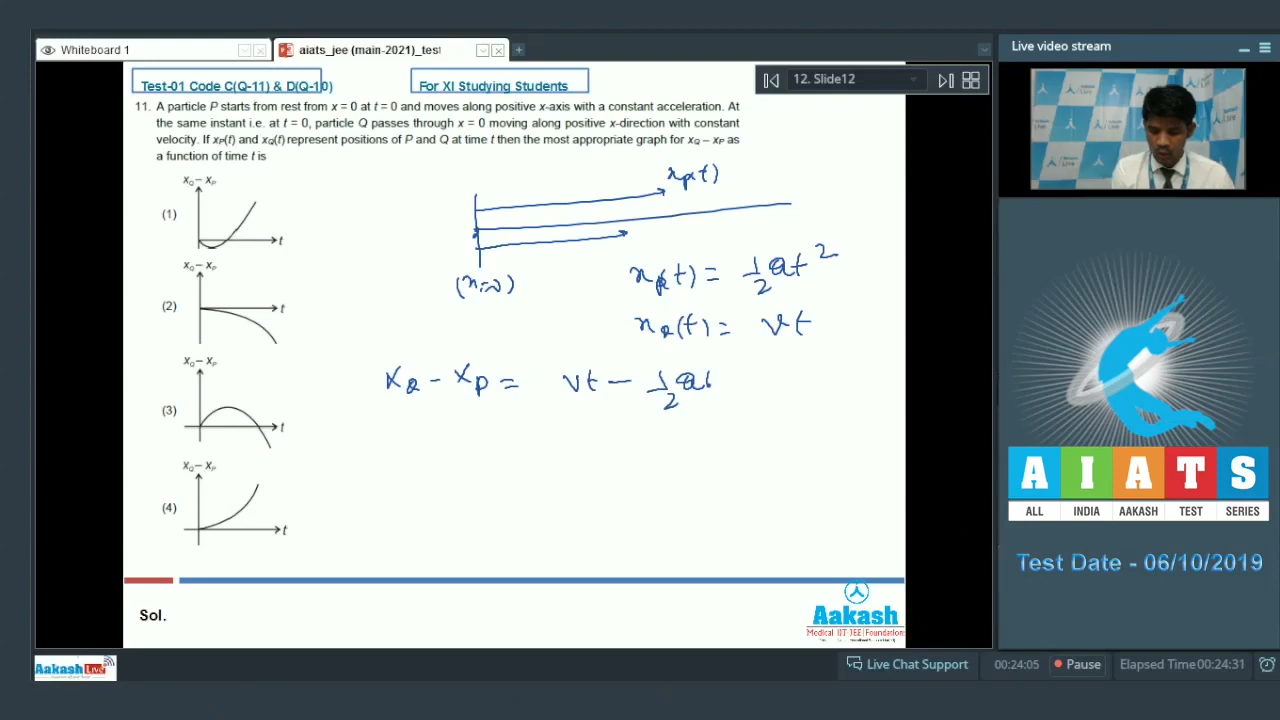 Whiteboard 1
aiats_jee (main-2021)_test
Live video stream
Test-01 Code C(Q-11) & D(Q-10)
For XI Studying Students
12. Slide12
11. A particle P starts from rest from x = 0 at t = 0 and moves along positive x-axis with a constant acceleration. At
the same instant i.e. at t = 0, particle Q passes through x = 0 moving along positive x-direction with constant
velocity. If xP(t) and xQ(t) represent positions of P and Q at time t then the most appropriate graph for xQ – xP as
a function of time t is
xQ – xP
(1)
t
xQ – xP
(2)
t
xQ – xP
(3)
t
xQ – xP
(4)
t
xP(t)
(x=0)
xP(t) = 1/2 at2
xQ(t) = vt
xQ - xP = vt - 1/2 at
Sol.
Aakash
Medical IIT-JEE Foundations
AakashLive
A I A T S
ALL INDIA AAKASH TEST SERIES
Test Date - 06/10/2019
Live Chat Support
00:24:05
Pause
Elapsed Time 00:24:31